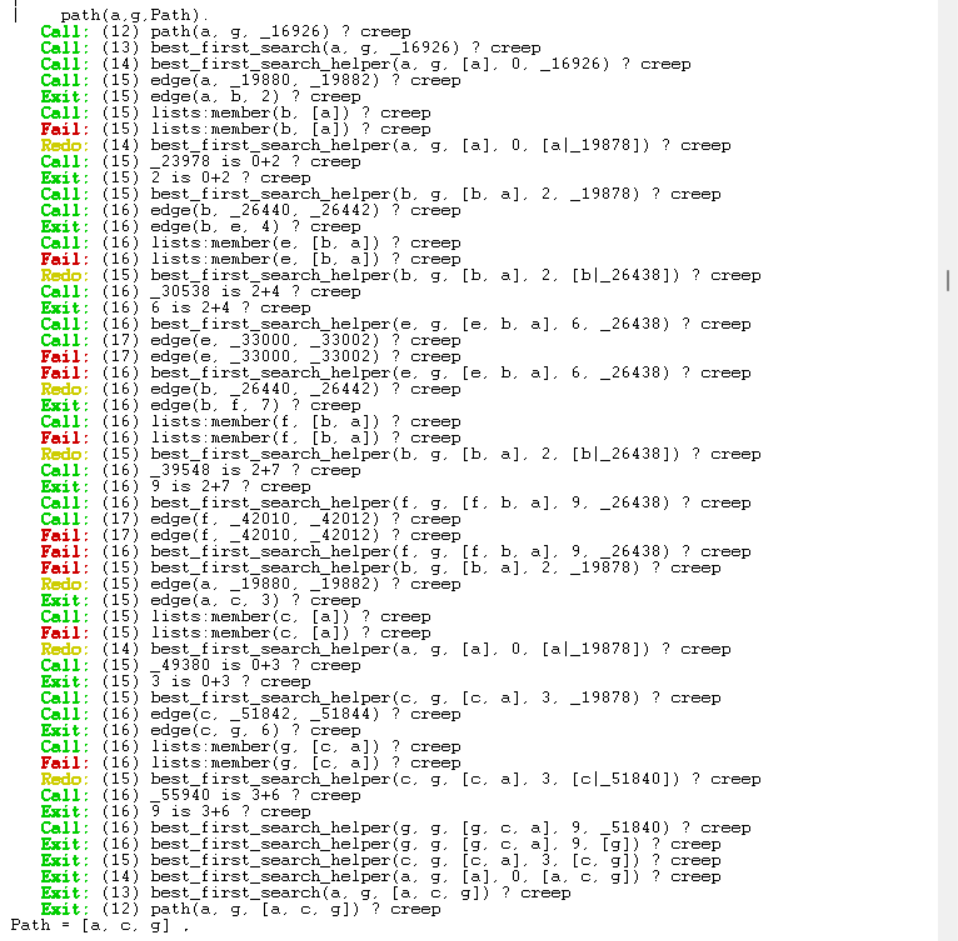 |     path(a,g,Path).
Call: (12) path(a, g, _16926) ? creep
Call: (13) best_first_search(a, g, _16926) ? creep
Call: (14) best_first_search_helper(a, g, [a], 0, _16926) ? creep
Call: (15) edge(a, _19880, _19882) ? creep
Exit: (15) edge(a, b, 2) ? creep
Call: (15) lists:member(b, [a]) ? creep
Fail: (15) lists:member(b, [a]) ? creep
Redo: (14) best_first_search_helper(a, g, [a], 0, [a|_19878]) ? creep
Call: (15) _23978 is 0+2 ? creep
Exit: (15) 2 is 0+2 ? creep
Call: (15) best_first_search_helper(b, g, [b, a], 2, _19878) ? creep
Call: (16) edge(b, _26440, _26442) ? creep
Exit: (16) edge(b, e, 4) ? creep
Call: (16) lists:member(e, [b, a]) ? creep
Fail: (16) lists:member(e, [b, a]) ? creep
Redo: (15) best_first_search_helper(b, g, [b, a], 2, [b|_26438]) ? creep
Call: (16) _30538 is 2+4 ? creep
Exit: (16) 6 is 2+4 ? creep
Call: (16) best_first_search_helper(e, g, [e, b, a], 6, _26438) ? creep
Call: (17) edge(e, _33000, _33002) ? creep
Fail: (17) edge(e, _33000, _33002) ? creep
Fail: (16) best_first_search_helper(e, g, [e, b, a], 6, _26438) ? creep
Redo: (16) edge(b, _26440, _26442) ? creep
Exit: (16) edge(b, f, 7) ? creep
Call: (16) lists:member(f, [b, a]) ? creep
Fail: (16) lists:member(f, [b, a]) ? creep
Redo: (15) best_first_search_helper(b, g, [b, a], 2, [b|_26438]) ? creep
Call: (16) _39548 is 2+7 ? creep
Exit: (16) 9 is 2+7 ? creep
Call: (16) best_first_search_helper(f, g, [f, b, a], 9, _26438) ? creep
Call: (17) edge(f, _42010, _42012) ? creep
Fail: (17) edge(f, _42010, _42012) ? creep
Fail: (16) best_first_search_helper(f, g, [f, b, a], 9, _26438) ? creep
Fail: (15) best_first_search_helper(b, g, [b, a], 2, _19878) ? creep
Redo: (15) edge(a, _19880, _19882) ? creep
Exit: (15) edge(a, c, 3) ? creep
Call: (15) lists:member(c, [a]) ? creep
Fail: (15) lists:member(c, [a]) ? creep
Redo: (14) best_first_search_helper(a, g, [a], 0, [a|_19878]) ? creep
Call: (15) _49380 is 0+3 ? creep
Exit: (15) 3 is 0+3 ? creep
Call: (15) best_first_search_helper(c, g, [c, a], 3, _19878) ? creep
Call: (16) edge(c, _51842, _51844) ? creep
Exit: (16) edge(c, g, 6) ? creep
Call: (16) lists:member(g, [c, a]) ? creep
Fail: (16) lists:member(g, [c, a]) ? creep
Redo: (15) best_first_search_helper(c, g, [c, a], 3, [c|_51840]) ? creep
Call: (16) _55940 is 3+6 ? creep
Exit: (16) 9 is 3+6 ? creep
Call: (16) best_first_search_helper(g, g, [g, c, a], 9, _51840) ? creep
Exit: (16) best_first_search_helper(g, g, [g, c, a], 9, [g]) ? creep
Exit: (15) best_first_search_helper(c, g, [c, a], 3, [c, g]) ? creep
Exit: (14) best_first_search_helper(a, g, [a], 0, [a, c, g]) ? creep
Exit: (13) best_first_search(a, g, [a, c, g]) ? creep
Exit: (12) path(a, g, [a, c, g]) ? creep
Path = [a, c, g] .